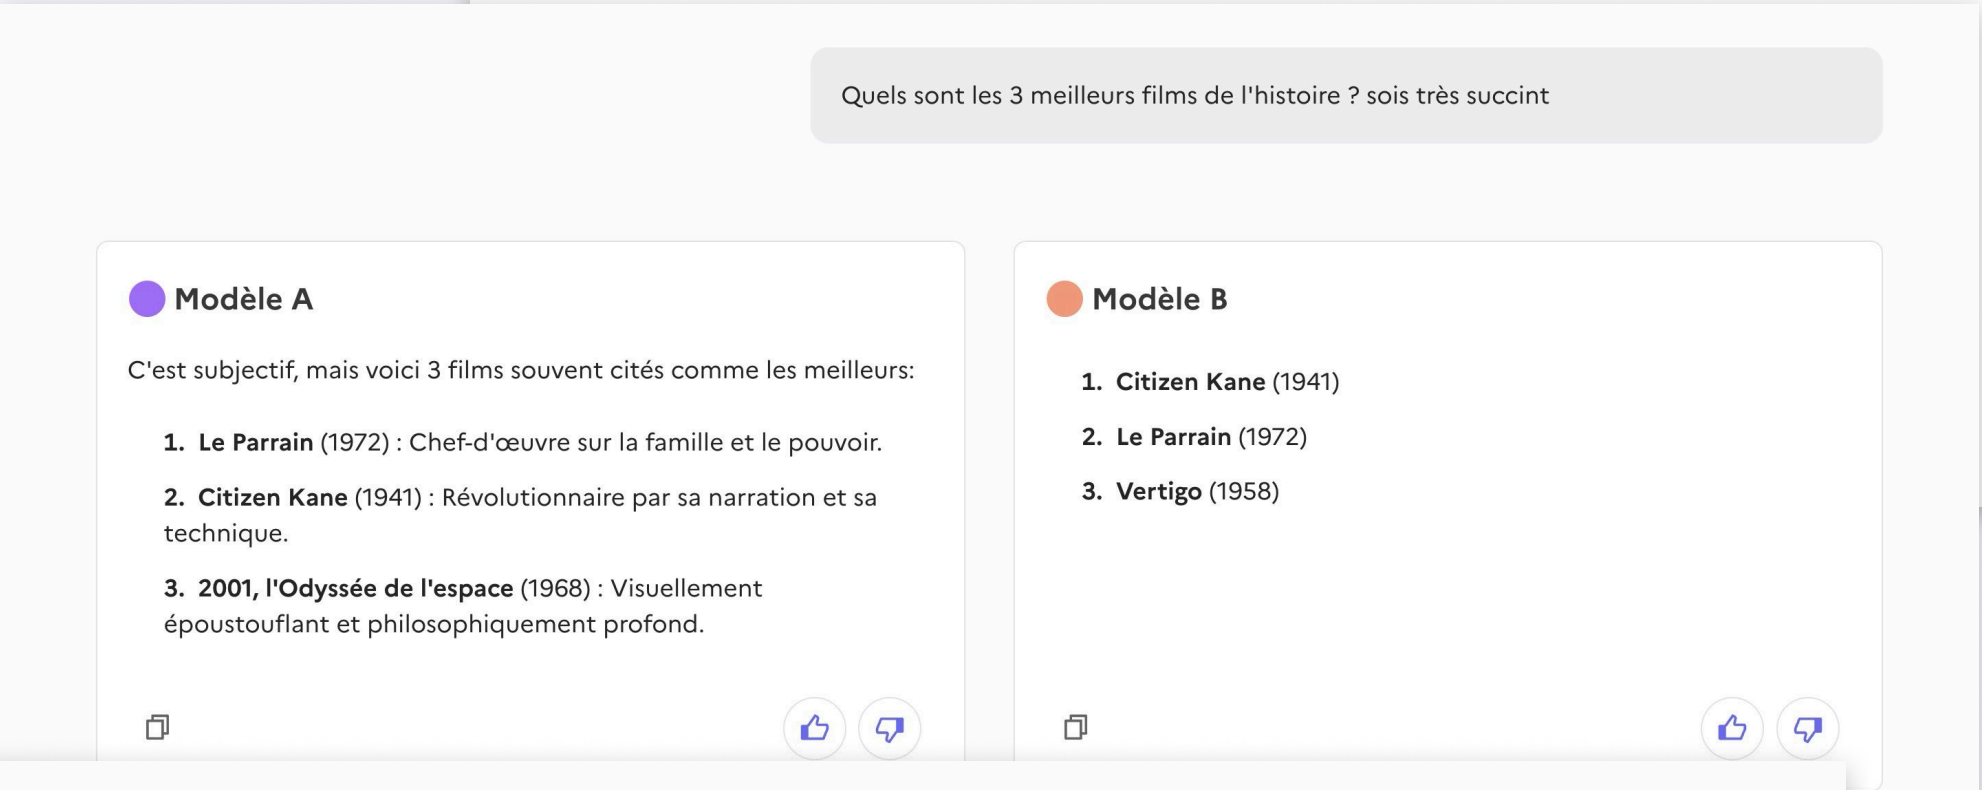 Quels sont les 3 meilleurs films de l'histoire ? sois très succint
Modèle A
C'est subjectif, mais voici 3 films souvent cités comme les meilleurs:
1. Le Parrain (1972) : Chef-d'œuvre sur la famille et le pouvoir.
2. Citizen Kane (1941) : Révolutionnaire par sa narration et sa
technique.
3. 2001, l'Odyssée de l'espace (1968) : Visuellement
époustouflant et philosophiquement profond.
Modèle B
1. Citizen Kane (1941)
2. Le Parrain (1972)
3. Vertigo (1958)